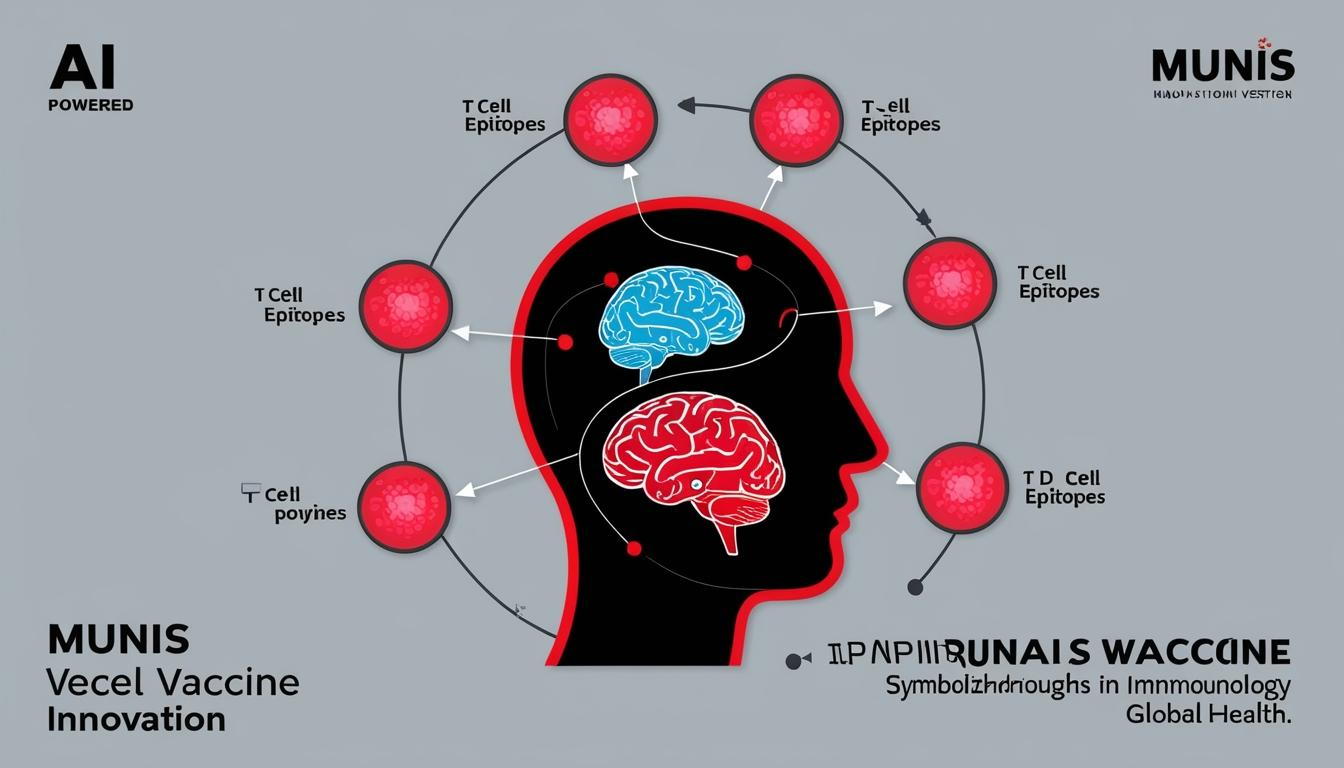 AI
POWERED
MUNIS
T Cell
Epitopes
Epitopes
T Cell
Epitopes
T Cell
Epitopes
Cell
T D Cell
Epitopes
MUNIS
Vecel Vaccine
Innovation
WACCINE
in
Global Health.